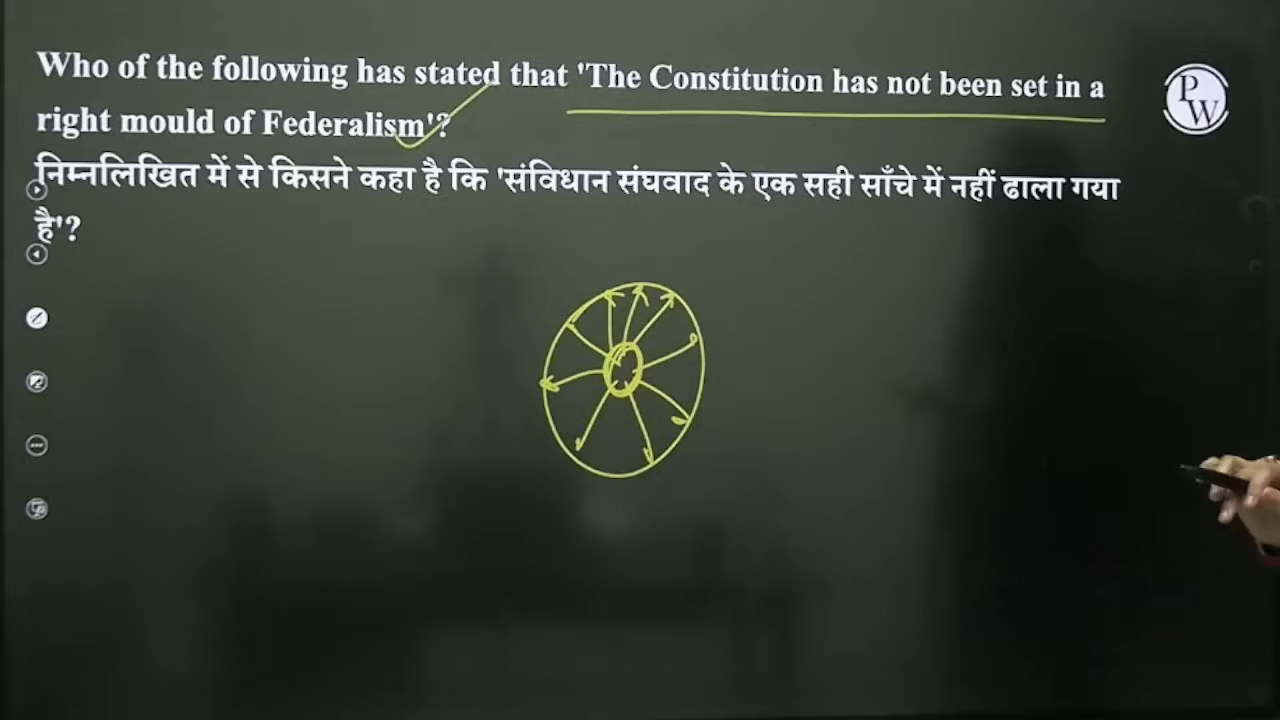 Who of the following has stated that 'The Constitution has not been set in a
right mould of Federalism'?
निम्नलिखित में से किसने कहा है कि 'संविधान संघवाद के एक सही साँचे में नहीं ढाला गया
है'?
P
W